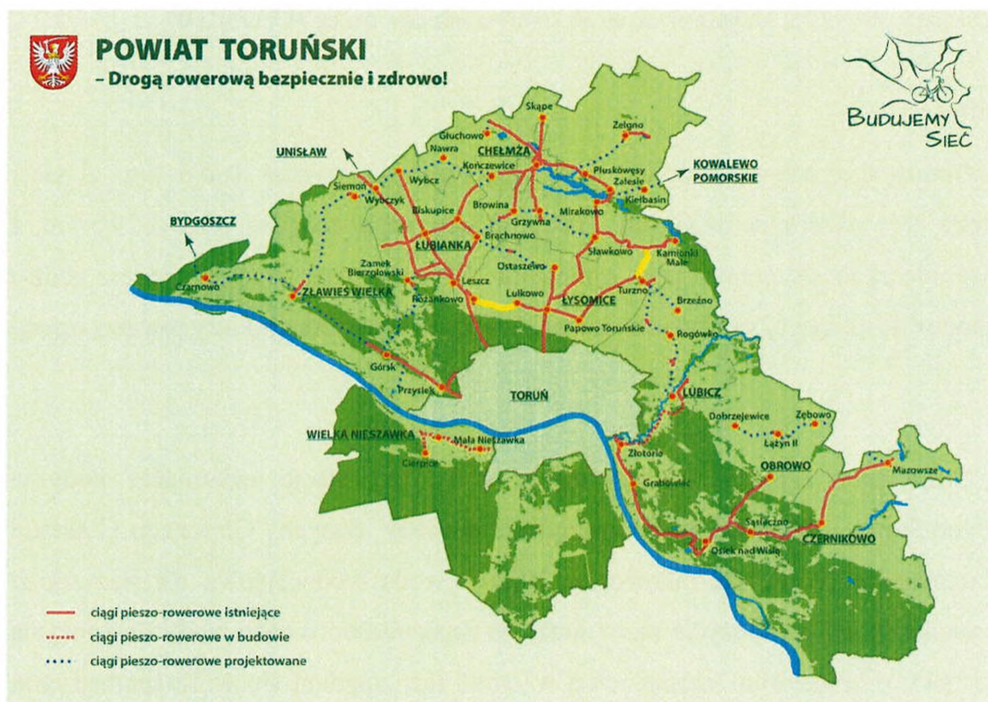 POWIAT TORUŃSKI
– Drogą rowerową bezpiecznie i zdrowo!
BUDUJEMY
SIEĆ
Skąpe
Zelgno
Głuchowo
CHEŁMŻA
Nawra
UNISŁAW
Kończewice
KOWALEWO
POMORSKIE
Pluskowęsy
Zalesie
Kiełbasin
Wybcz
Siemoń
Wybczyk
Biskupice
Browina
Mirakowo
Grzywna
BYDGOSZCZ
Brąchnowo
ŁUBIANKA
Sławkowo
Kamionki
Małe
Zamek
Bierzgłowski
Ostaszewo
Leszcz
Turzno
Czarnowo
ZŁAWIEŚ WIELKA
Różankowo
Lulkowo
ŁYSOMICE
Brzeźno
Papowo Toruńskie
Rogówko
Górsk
Przysiek
TORUŃ
LUBICZ
Dobrzejewice
Zębowo
Łążyn II
WIELKA NIESZAWKA
Mała Nieszawka
Cierpice
Złotoria
OBROWO
Mazowsze
Grabowiec
Sąsieczno
CZERNIKOWO
Osiek nad Wisłą
ciągi pieszo-rowerowe istniejące
ciągi pieszo-rowerowe w budowie
ciągi pieszo-rowerowe projektowane